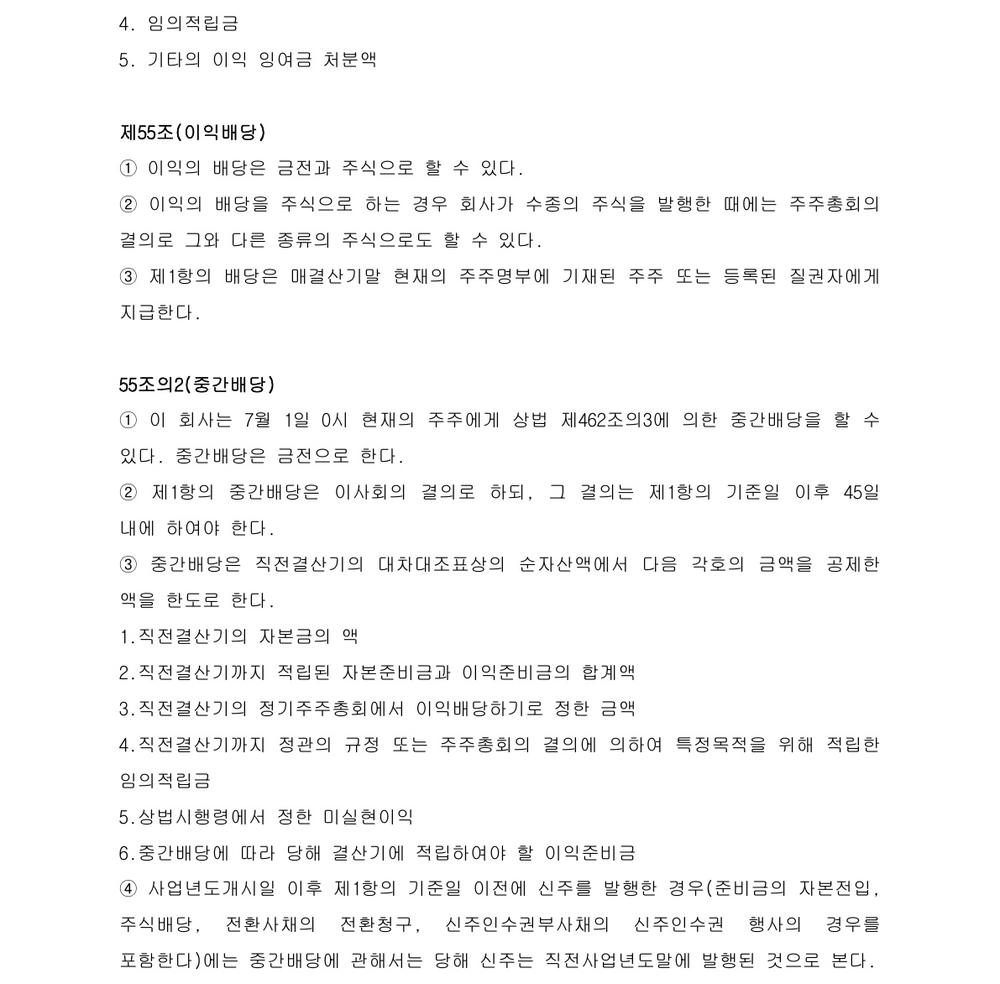 4. 임의적립금
5. 기타의 이익 잉여금 처분액
제55조(이익배당)
① 이익의 배당은 금전과 주식으로 할 수 있다.
② 이익의 배당을 주식으로 하는 경우 회사가 수종의 주식을 발행한 때에는 주주총회의
결의로 그와 다른 종류의 주식으로도 할 수 있다.
③ 제1항의 배당은 매결산기말 현재의 주주명부에 기재된 주주 또는 등록된 질권자에게
지급한다.
55조의2(중간배당)
① 이 회사는 7월 1일 0시 현재의 주주에게 상법 제462조의3에 의한 중간배당을 할 수
있다. 중간배당은 금전으로 한다.
② 제1항의 중간배당은 이사회의 결의로 하되, 그 결의는 제1항의 기준일 이후 45일
내에 하여야 한다.
③ 중간배당은 직전결산기의 대차대조표상의 순자산액에서 다음 각호의 금액을 공제한
액을 한도로 한다.
1.직전결산기의 자본금의 액
2.직전결산기까지 적립된 자본준비금과 이익준비금의 합계액
3.직전결산기의 정기주주총회에서 이익배당하기로 정한 금액
4.직전결산기까지 정관의 규정 또는 주주총회의 결의에 의하여 특정목적을 위해 적립한
임의적립금
5.상법시행령에서 정한 미실현이익
6.중간배당에 따라 당해 결산기에 적립하여야 할 이익준비금
④ 사업년도개시일 이후 제1항의 기준일 이전에 신주를 발행한 경우(준비금의 자본전입,
주식배당, 전환사채의 전환청구, 신주인수권부사채의 신주인수권 행사의 경우를
포함한다)에는 중간배당에 관해서는 당해 신주는 직전사업년도말에 발행된 것으로 본다.